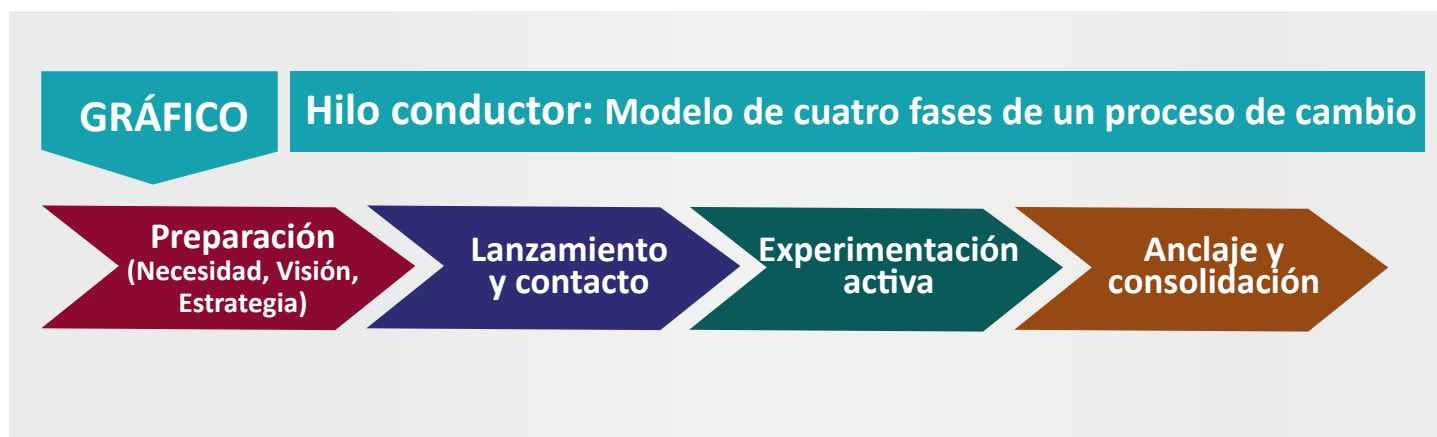 GRÁFICO
Hilo conductor: Modelo de cuatro fases de un proceso de cambio
Preparación
(Necesidad, Visión,
Estrategia)
Lanzamiento
y contacto
Experimentación
activa
Anclaje y
consolidación